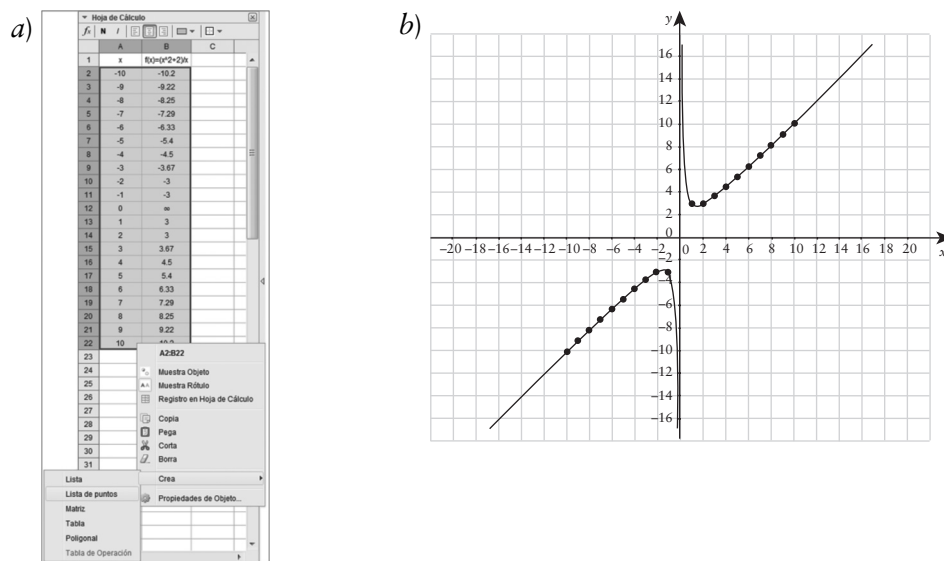 a)
Hoja de Cálculo
fx N I
A B C
1 x f(x)=(x^2+2)/x
2 -10 -10.2
3 -9 -9.22
4 -8 -8.25
5 -7 -7.29
6 -6 -6.33
7 -5 -5.4
8 -4 -4.5
9 -3 -3.67
10 -2 -3
11 -1 -3
12 0 ∞
13 1 3
14 2 3
15 3 3.67
16 4 4.5
17 5 5.4
18 6 6.33
19 7 7.29
20 8 8.25
21 9 9.22
22 10 10.2
23
24
25
26
27
28
29
30
31
A2:B22
Muestra Objeto
AA Muestra Rótulo
Registro en Hoja de Cálculo
Copia
Pega
Corta
Borra
Crea
Propiedades de Objeto...
Lista
Lista de puntos
Matriz
Tabla
Poligonal
Tabla de Operación
b)
y
16
14
12
10
8
6
4
2
0
−20 −18 −16 −14 −12 −10 −8 −6 −4 −2 0 2 4 6 8 10 12 14 16 18 20 x
−2
−4
−6
−8
−10
−12
−14
−16